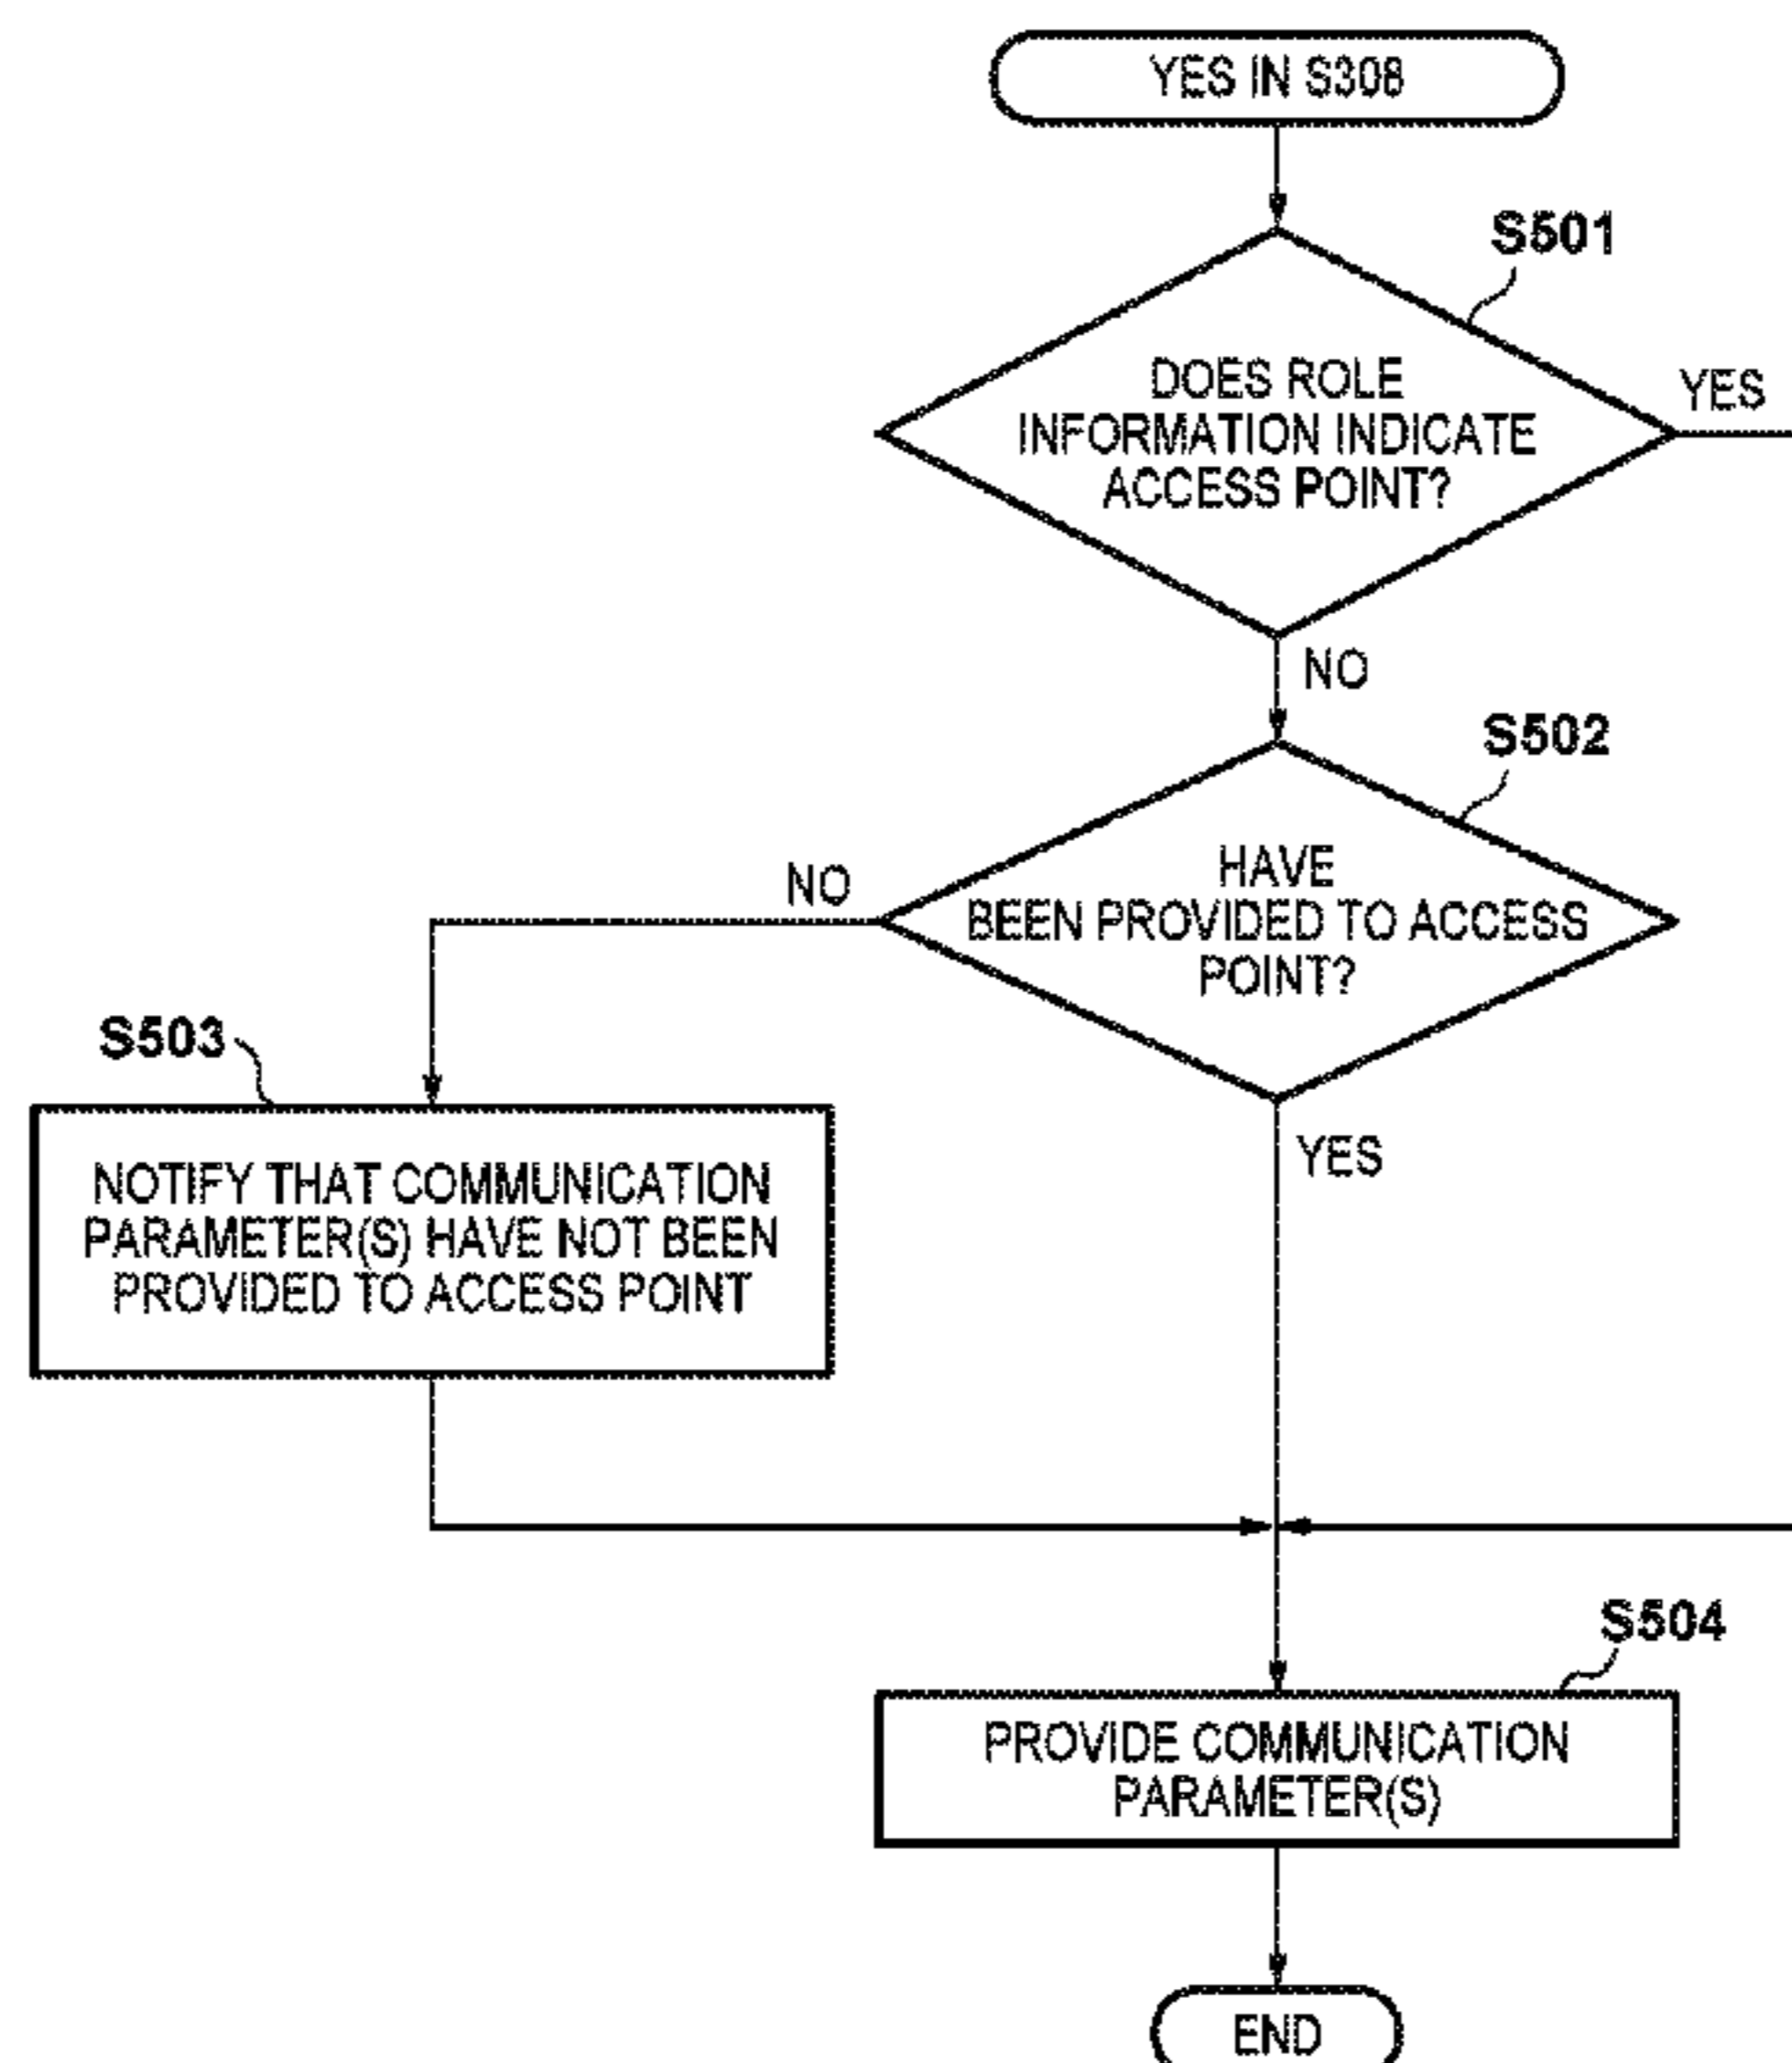 YES IN S308
S501
DOES ROLE
INFORMATION INDICATE
ACCESS POINT?
YES
NO
S502
HAVE
BEEN PROVIDED TO ACCESS
POINT?
NO
YES
S503
NOTIFY THAT COMMUNICATION
PARAMETER(S) HAVE NOT BEEN
PROVIDED TO ACCESS POINT
S504
PROVIDE COMMUNICATION
PARAMETER(S)
END